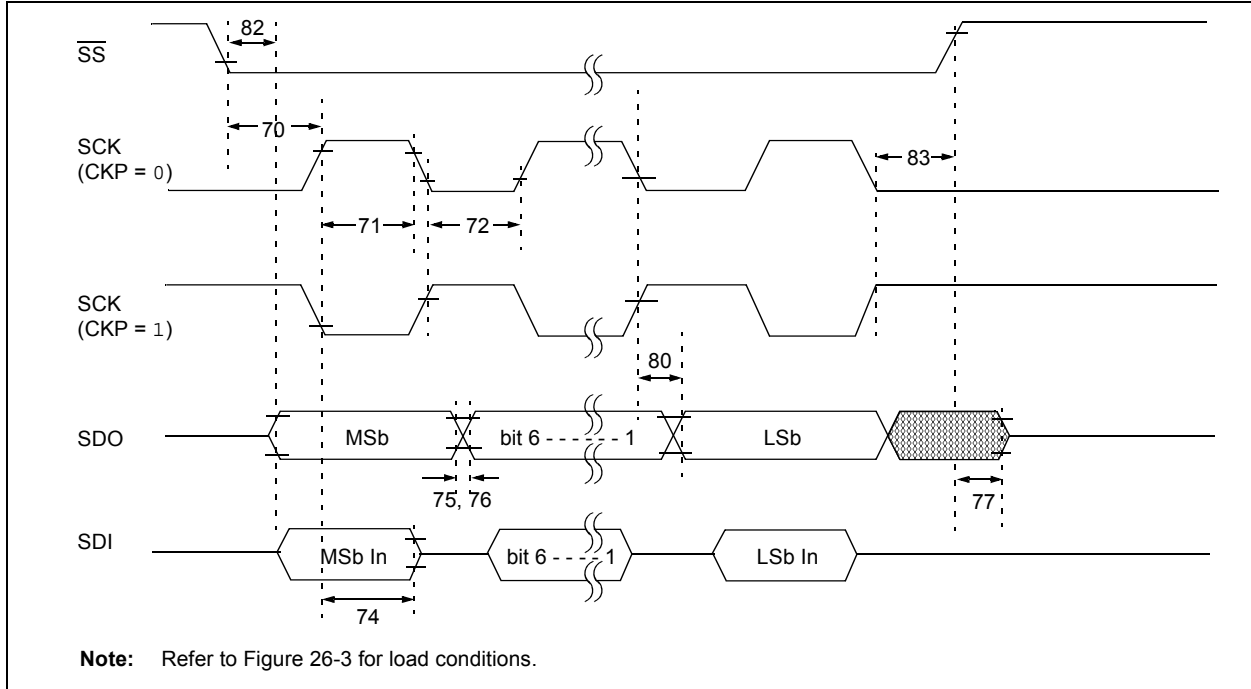 82
SS
70
SCK
(CKP = 0)
83
71
72
SCK
(CKP = 1)
80
SDO
MSb
bit 6 - - - - - - 1
LSb
75, 76
77
SDI
MSb In
bit 6 - - - - - 1
LSb In
74
Note: Refer to Figure 26-3 for load conditions.